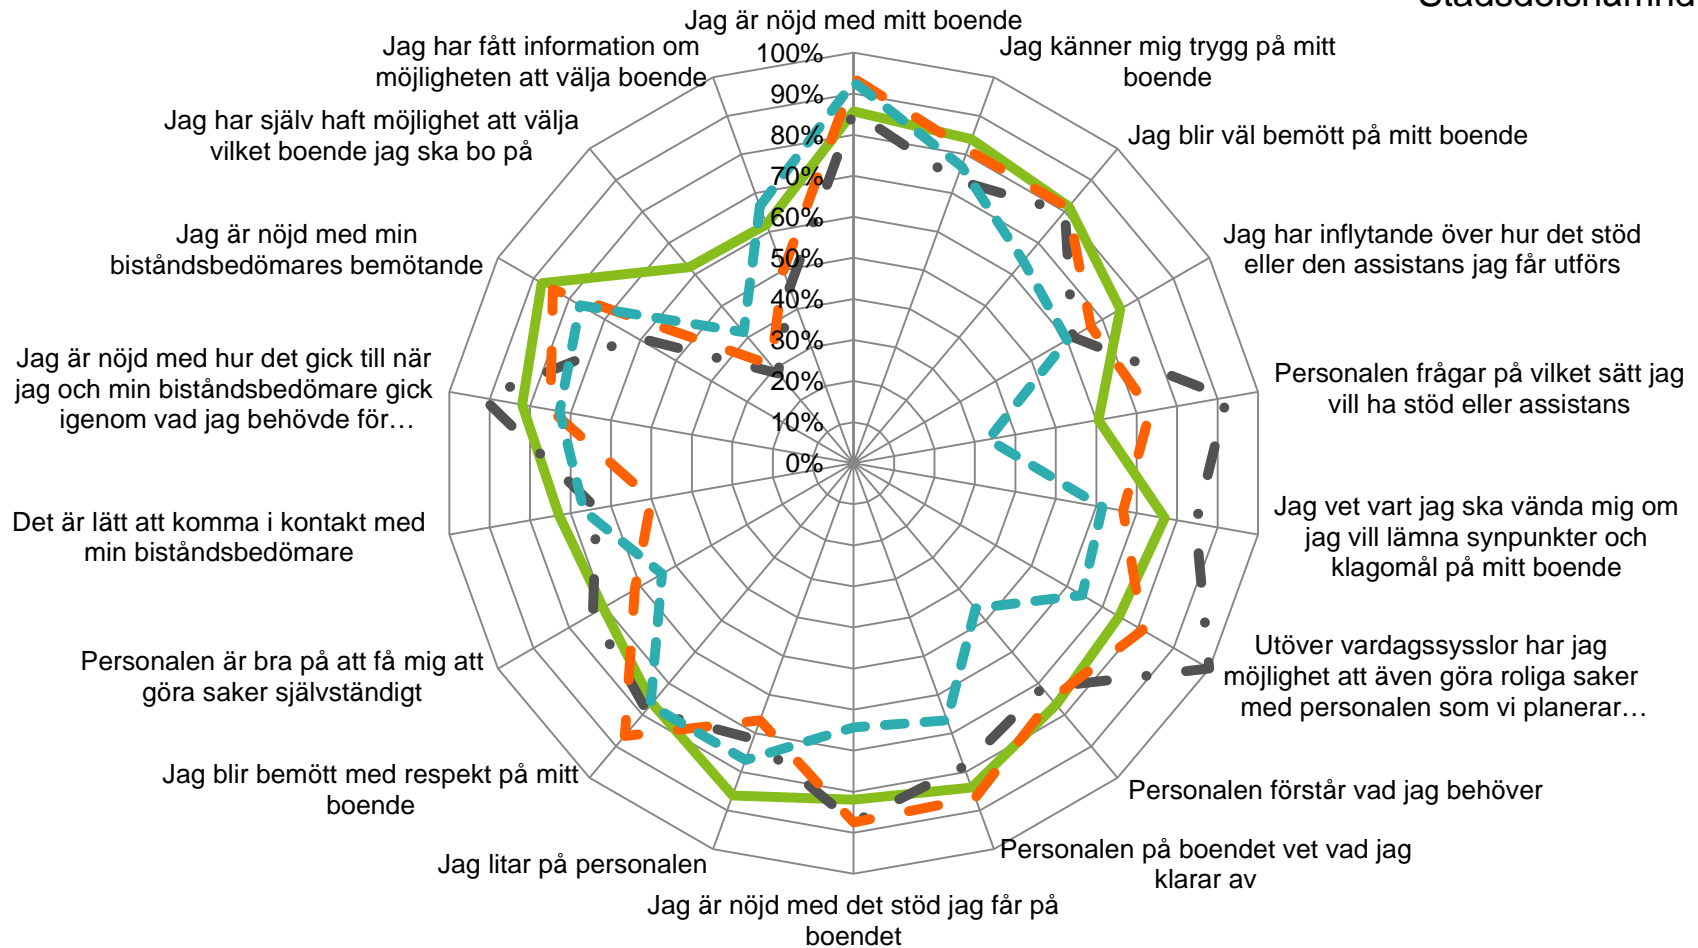 Jag är nöjd med mitt boende
Jag känner mig trygg på mitt
boende
Jag blir väl bemött på mitt boende
Jag har inflytande över hur det stöd
eller den assistans jag får utförs
Personalen frågar på vilket sätt jag
vill ha stöd eller assistans
Jag vet vart jag ska vända mig om
jag vill lämna synpunkter och
klagomål på mitt boende
Utöver vardagssysslor har jag
möjlighet att även göra roliga saker
med personalen som vi planerar…
Personalen förstår vad jag behöver
Personalen på boendet vet vad jag
klarar av
Jag är nöjd med det stöd jag får på
boendet
Jag litar på personalen
Jag blir bemött med respekt på mitt
boende
Personalen är bra på att få mig att
göra saker självständigt
Det är lätt att komma i kontakt med
min biståndsbedömare
Jag är nöjd med hur det gick till när
jag och min biståndsbedömare gick
igenom vad jag behövde för…
Jag är nöjd med min
biståndsbedömares bemötande
Jag har själv haft möjlighet att välja
vilket boende jag ska bo på
Jag har fått information om
möjligheten att välja boende
100%
90%
80%
70%
60%
50%
40%
30%
20%
10%
0%